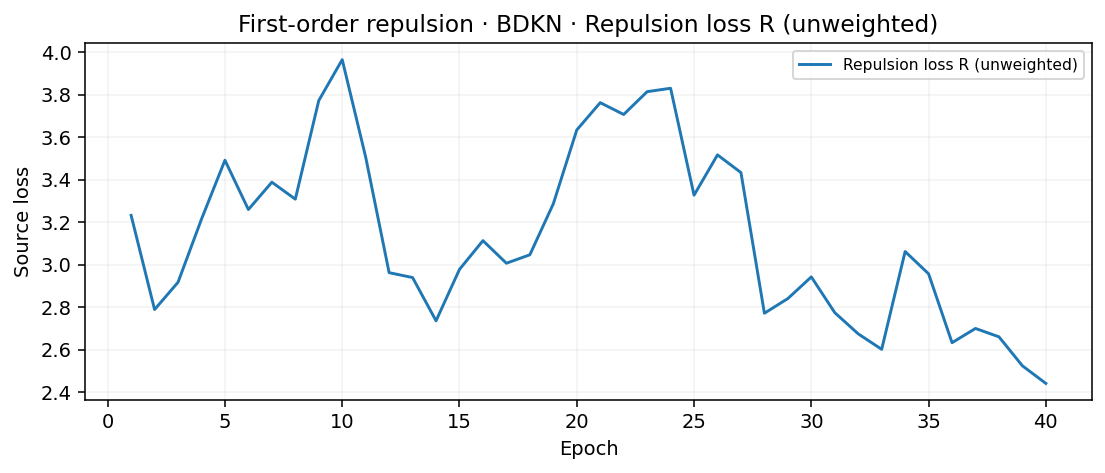 First-order repulsion · BDKN · Repulsion loss R (unweighted)
Repulsion loss R (unweighted)
Source loss
4.0
3.8
3.6
3.4
3.2
3.0
2.8
2.6
2.4
0 5 10 15 20 25 30 35 40
Epoch